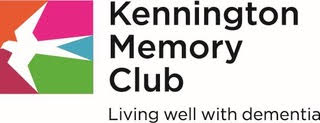 Kennington
Memory
Club
Living well with dementia